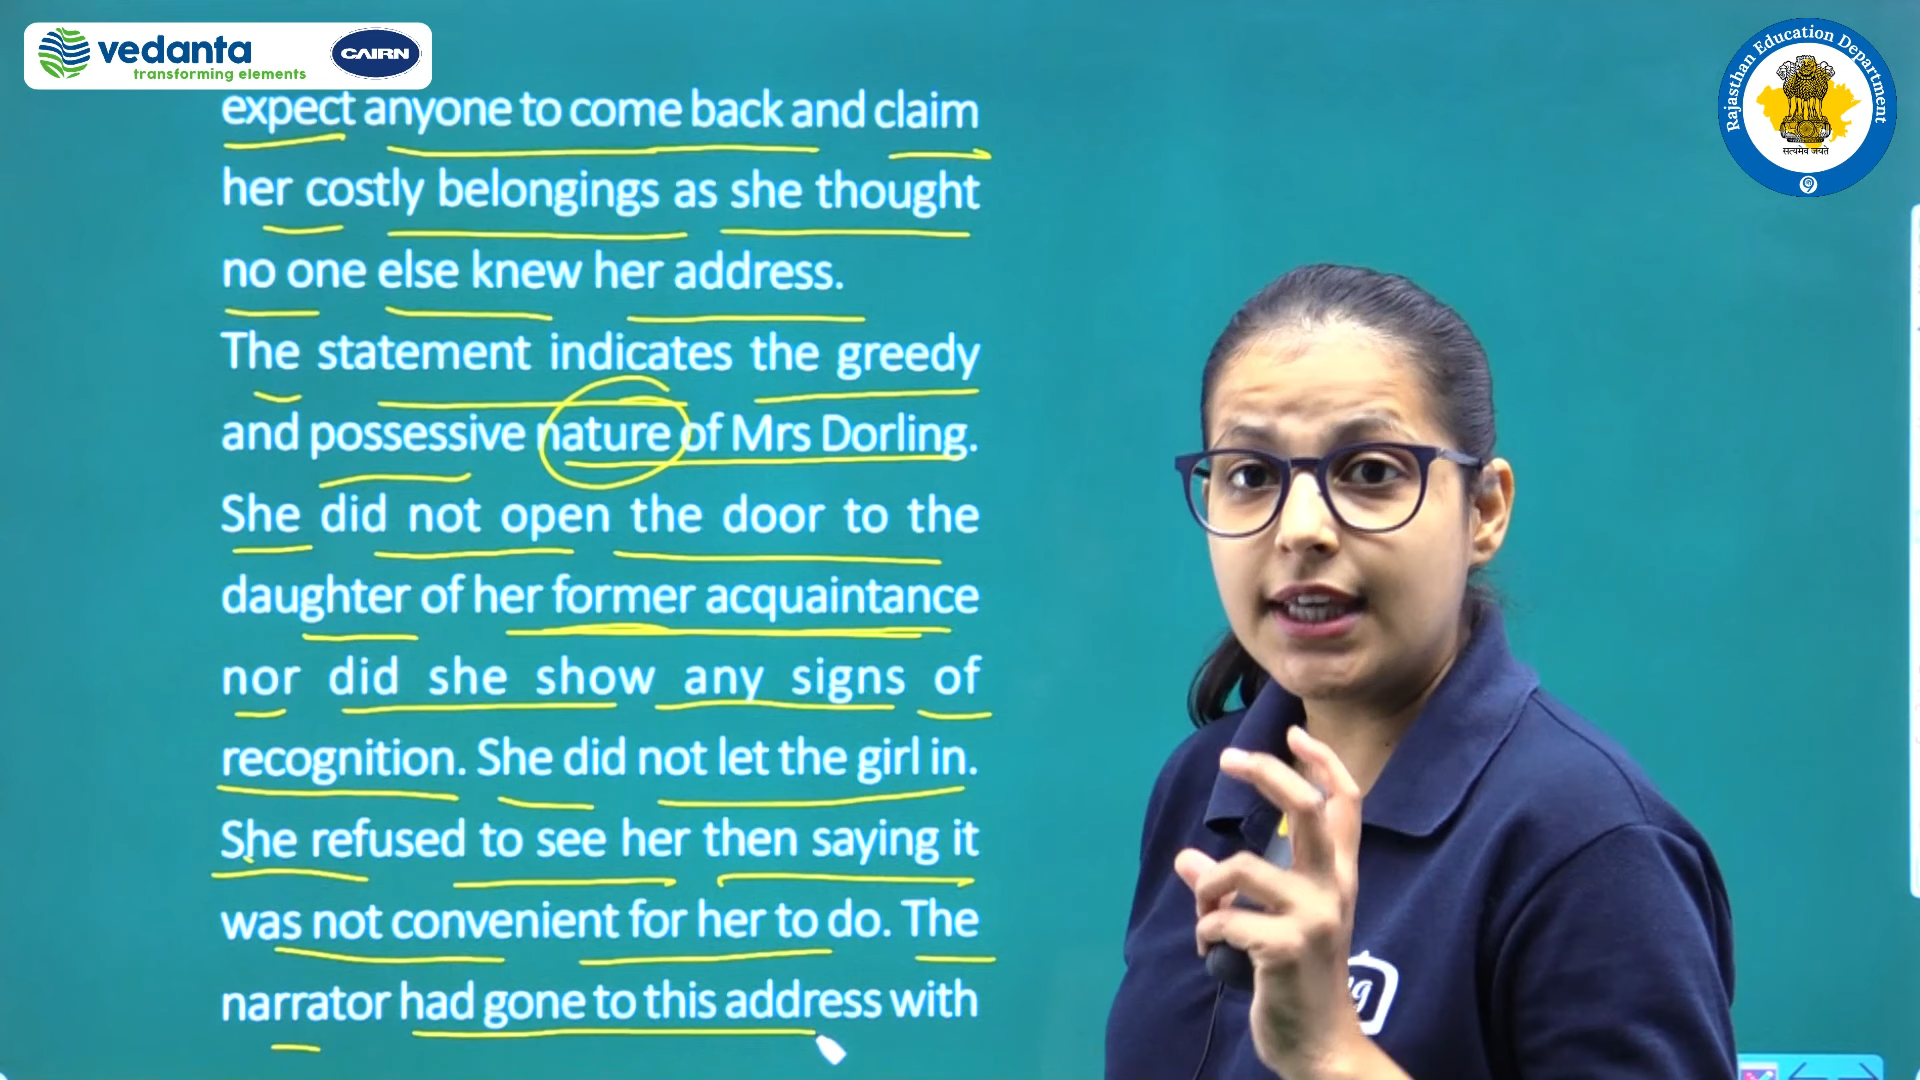 vedanta
transforming elements
CAIRN
Rajasthan Education Department
सत्यमेव जयते
expect anyone to come back and claim
her costly belongings as she thought
no one else knew her address.
The statement indicates the greedy
and possessive nature of Mrs Dorling.
She did not open the door to the
daughter of her former acquaintance
nor did she show any signs of
recognition. She did not let the girl in.
She refused to see her then saying it
was not convenient for her to do. The
narrator had gone to this address with